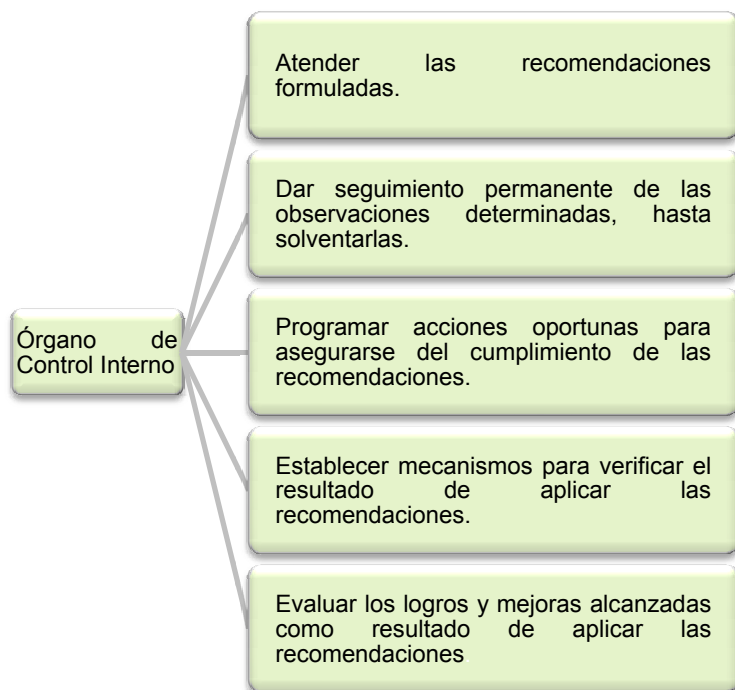 Órgano de
Control Interno
Atender las recomendaciones
formuladas.
Dar seguimiento permanente de las
observaciones determinadas, hasta
solventarlas.
Programar acciones oportunas para
asegurarse del cumplimiento de las
recomendaciones.
Establecer mecanismos para verificar el
resultado de aplicar las
recomendaciones.
Evaluar los logros y mejoras alcanzadas
como resultado de aplicar las
recomendaciones